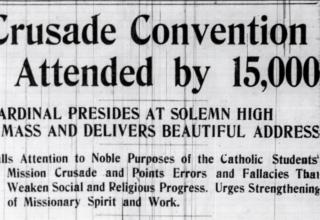 Crusade Convention
Attended by 15,000
CARDINAL PRESIDES AT SOLEMN HIGH
MASS AND DELIVERS BEAUTIFUL ADDRESS
Calls Attention to Noble Purposes of the Catholic Students'
Mission Crusade and Points Errors and Fallacies That
Weaken Social and Religious Progress. Urges Strengthening
of Missionary Spirit and Work.